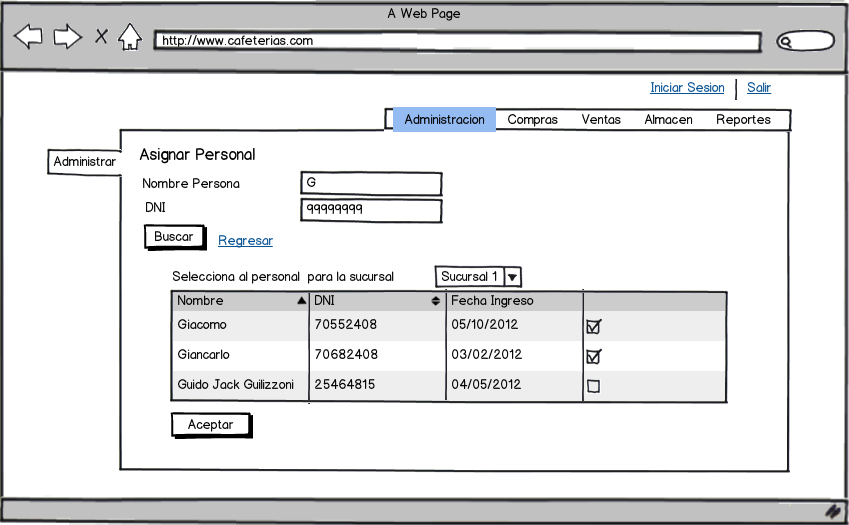 A Web Page
http://www.cafeterias.com
Iniciar Sesion Salir
Administracion Compras Ventas Almacen Reportes
Administrar
Asignar Personal
Nombre Persona G
DNI 99999999
Buscar Regresar
Selecciona al personal para la sucursal Sucursal 1
Nombre DNI Fecha Ingreso
Giacomo 70552408 05/10/2012
Giancarlo 70682408 03/02/2012
Guido Jack Guilizzoni 25464815 04/05/2012
Aceptar